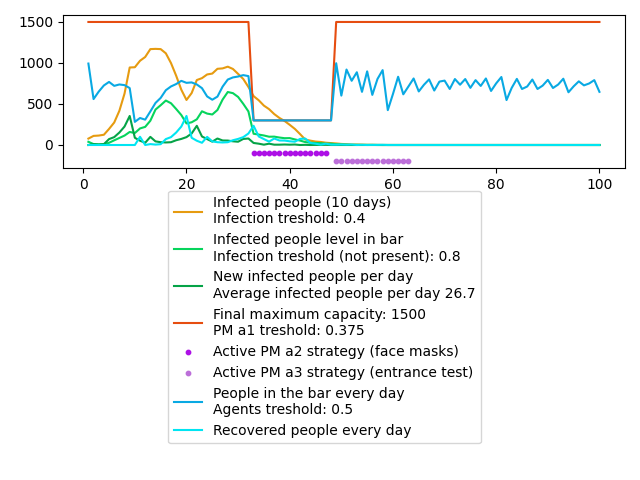 1500
1000
500
0
0 20 40 60 80 100
Infected people (10 days)
Infection treshold: 0.4
Infected people level in bar
Infection treshold (not present): 0.8
New infected people per day
Average infected people per day 26.7
Final maximum capacity: 1500
PM a1 treshold: 0.375
Active PM a2 strategy (face masks)
Active PM a3 strategy (entrance test)
People in the bar every day
Agents treshold: 0.5
Recovered people every day